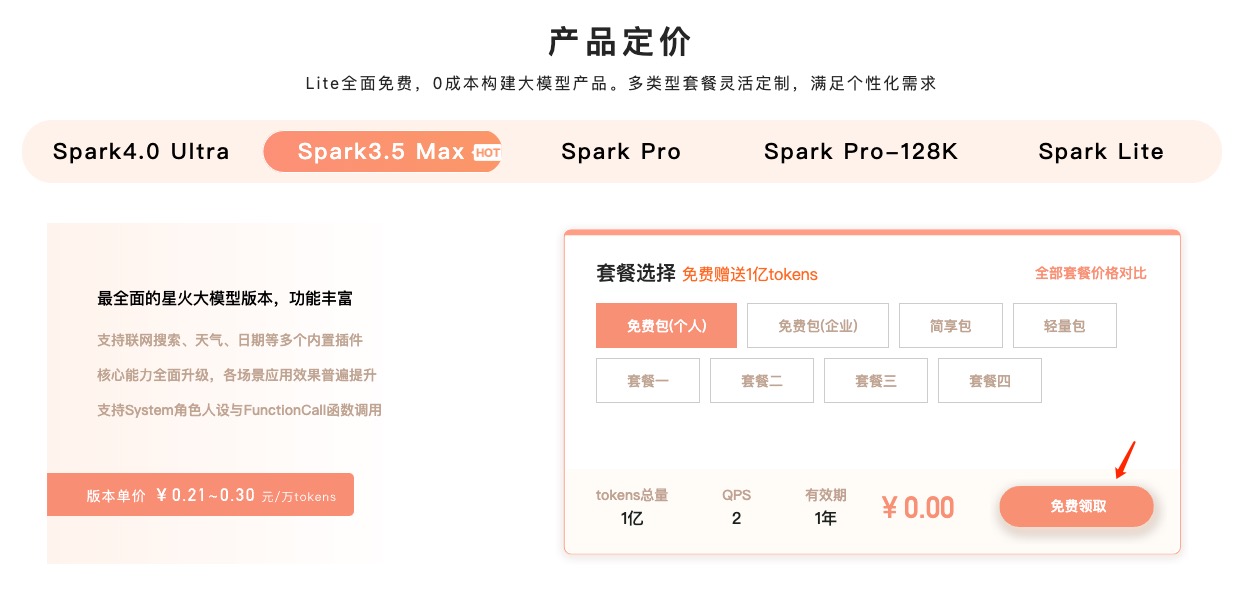 产品定价
Lite全面免费，0成本构建大模型产品。多类型套餐灵活定制，满足个性化需求
Spark4.0 Ultra
Spark3.5 Max HOT
Spark Pro
Spark Pro-128K
Spark Lite
最全面的星火大模型版本，功能丰富
支持联网搜索、天气、日期等多个内置插件
核心能力全面升级，各场景应用效果普遍提升
支持System角色人设与FunctionCall函数调用
版本单价 ¥0.21~0.30 元/万tokens
套餐选择 免费赠送1亿tokens
全部套餐价格对比
免费包(个人)
免费包(企业)
简享包
轻量包
套餐一
套餐二
套餐三
套餐四
tokens总量
1亿
QPS
2
有效期
1年
¥0.00
免费领取